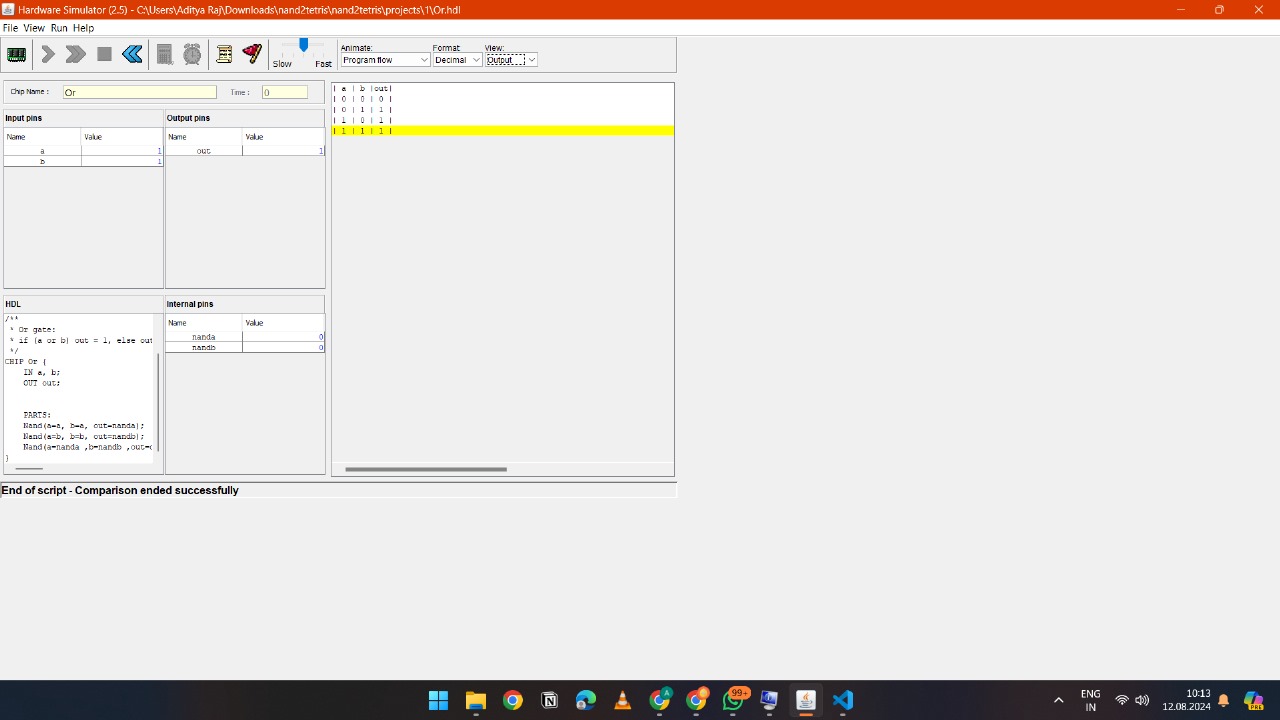 Hardware Simulator (2.5) - C:\Users\Aditya Raj\Downloads\nand2tetris\nand2tetris\projects\1\Or.hdl
File View Run Help
Slow Fast
Animate: Format: View:
Program flow Decimal Output
Chip Name : Or Time : 0
Input pins Output pins
Name Value Name Value
a 1 out 1
b 1
| a | b |out|
| 0 | 0 | 0 |
| 0 | 1 | 1 |
| 1 | 0 | 1 |
| 1 | 1 | 1 |
HDL Internal pins
Name Value
nanda 0
nandb 0
/**
* Or gate:
* if (a or b) out = 1, else out
*/
CHIP Or {
IN a, b;
OUT out;
PARTS:
Nand(a=a, b=a, out=nanda);
Nand(a=b, b=b, out=nandb);
Nand(a=nanda ,b=nandb ,out=
}
End of script - Comparison ended successfully
A 99+
ENG
IN
10:13
12.08.2024
PRE